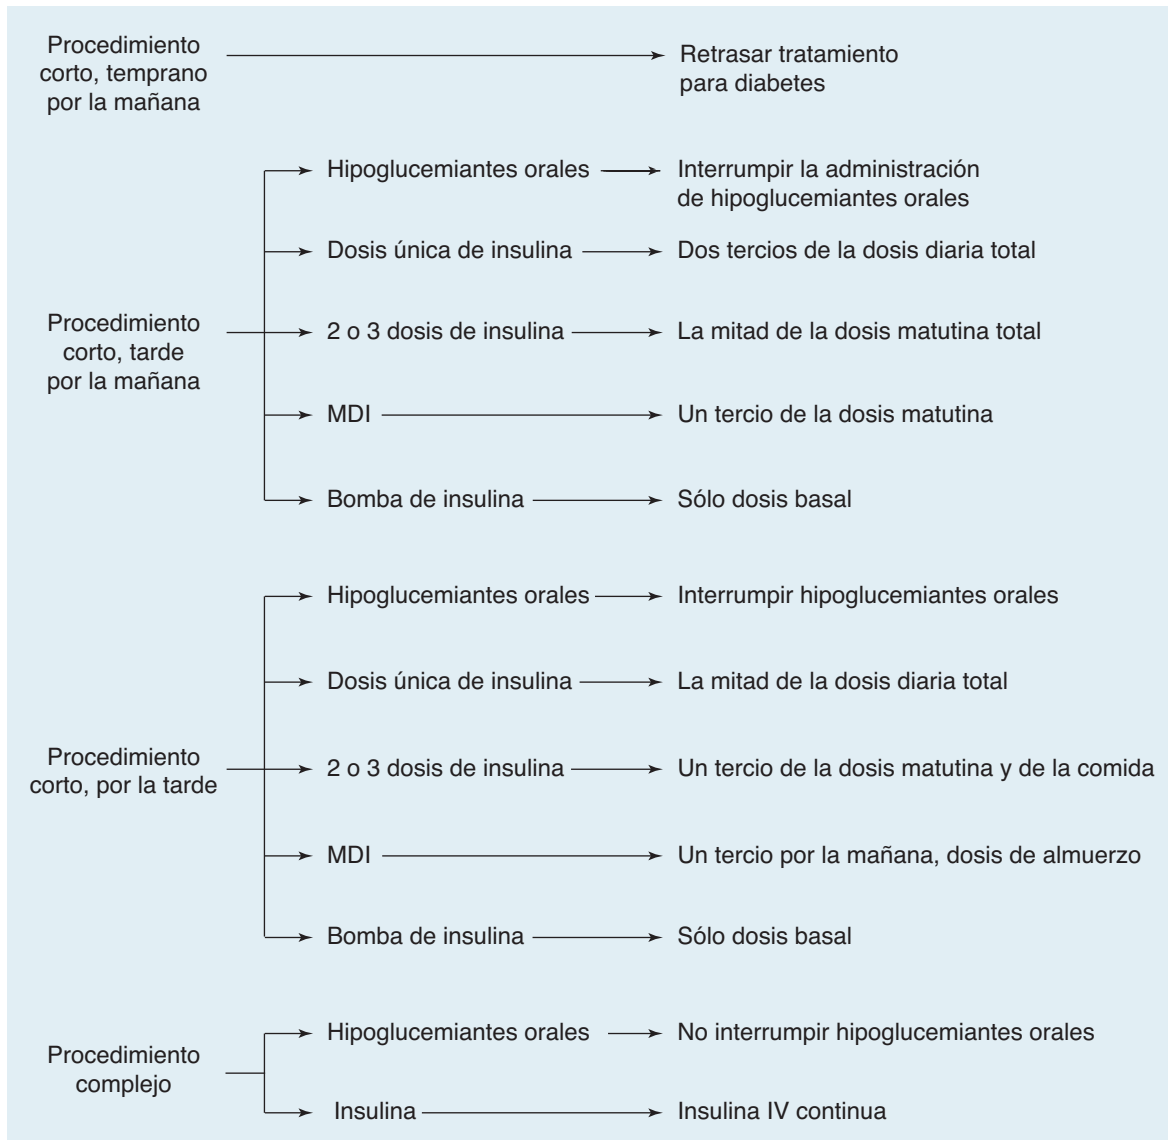 Procedimiento
corto, temprano
por la mañana
Retrasar tratamiento
para diabetes
Procedimiento
corto, tarde
por la mañana
Hipoglucemiantes orales
Interrumpir la administración
de hipoglucemiantes orales
Dosis única de insulina
Dos tercios de la dosis diaria total
2 o 3 dosis de insulina
La mitad de la dosis matutina total
MDI
Un tercio de la dosis matutina
Bomba de insulina
Sólo dosis basal
Procedimiento
corto, por la tarde
Hipoglucemiantes orales
Interrumpir hipoglucemiantes orales
Dosis única de insulina
La mitad de la dosis diaria total
2 o 3 dosis de insulina
Un tercio de la dosis matutina y de la comida
MDI
Un tercio por la mañana, dosis de almuerzo
Bomba de insulina
Sólo dosis basal
Procedimiento
complejo
Hipoglucemiantes orales
No interrumpir hipoglucemiantes orales
Insulina
Insulina IV continua